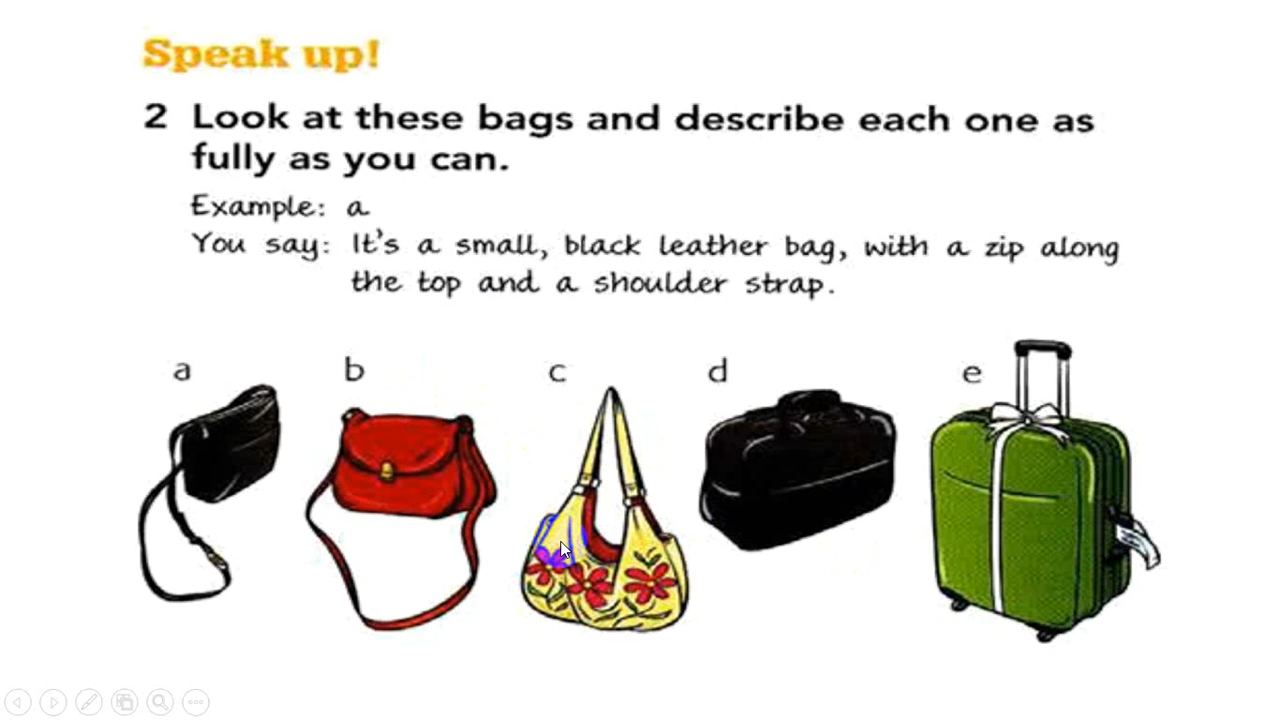 Speak up!
2 Look at these bags and describe each one as
fully as you can.
Example: a
You say: It's a small, black leather bag, with a zip along
the top and a shoulder strap.
a b c d e